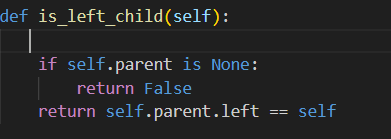 def is_left_child(self):
    if self.parent is None:
        return False
    return self.parent.left == self